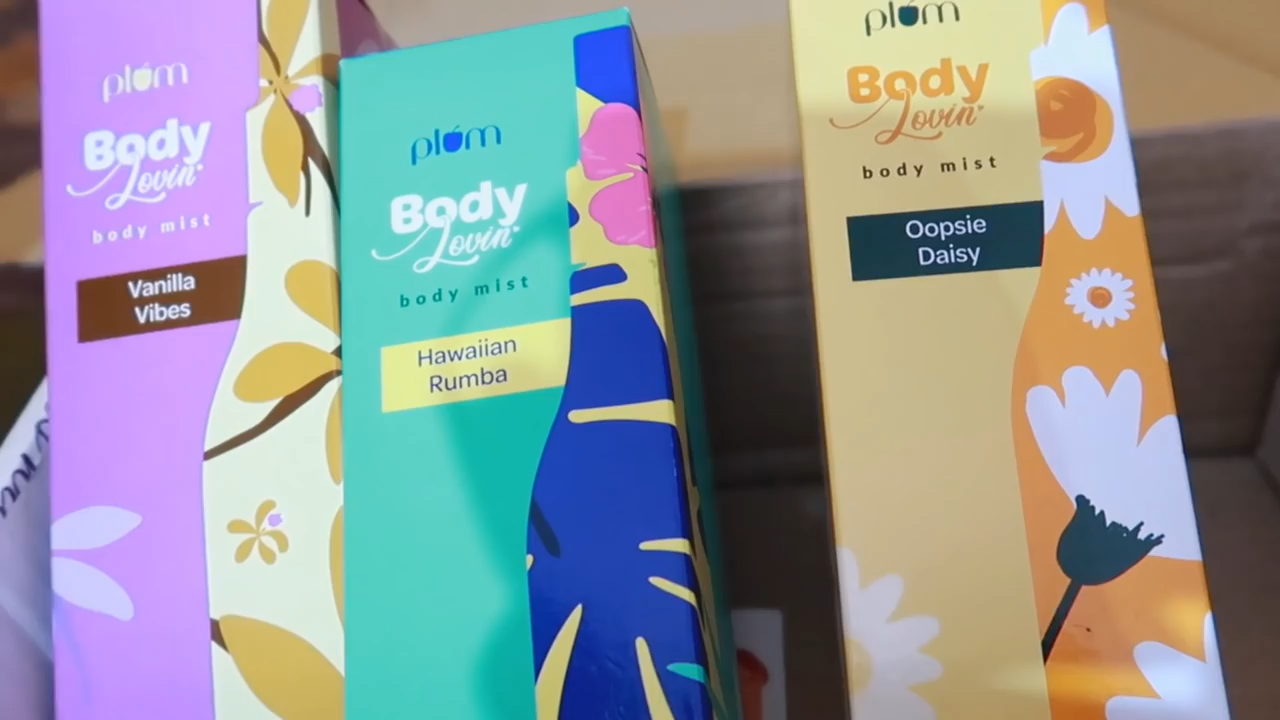 plum
Body
Lovin'
body mist
Vanilla
Vibes
plum
Body
Lovin'
body mist
Hawaiian
Rumba
plum
Body
Lovin'
body mist
Oopsie
Daisy